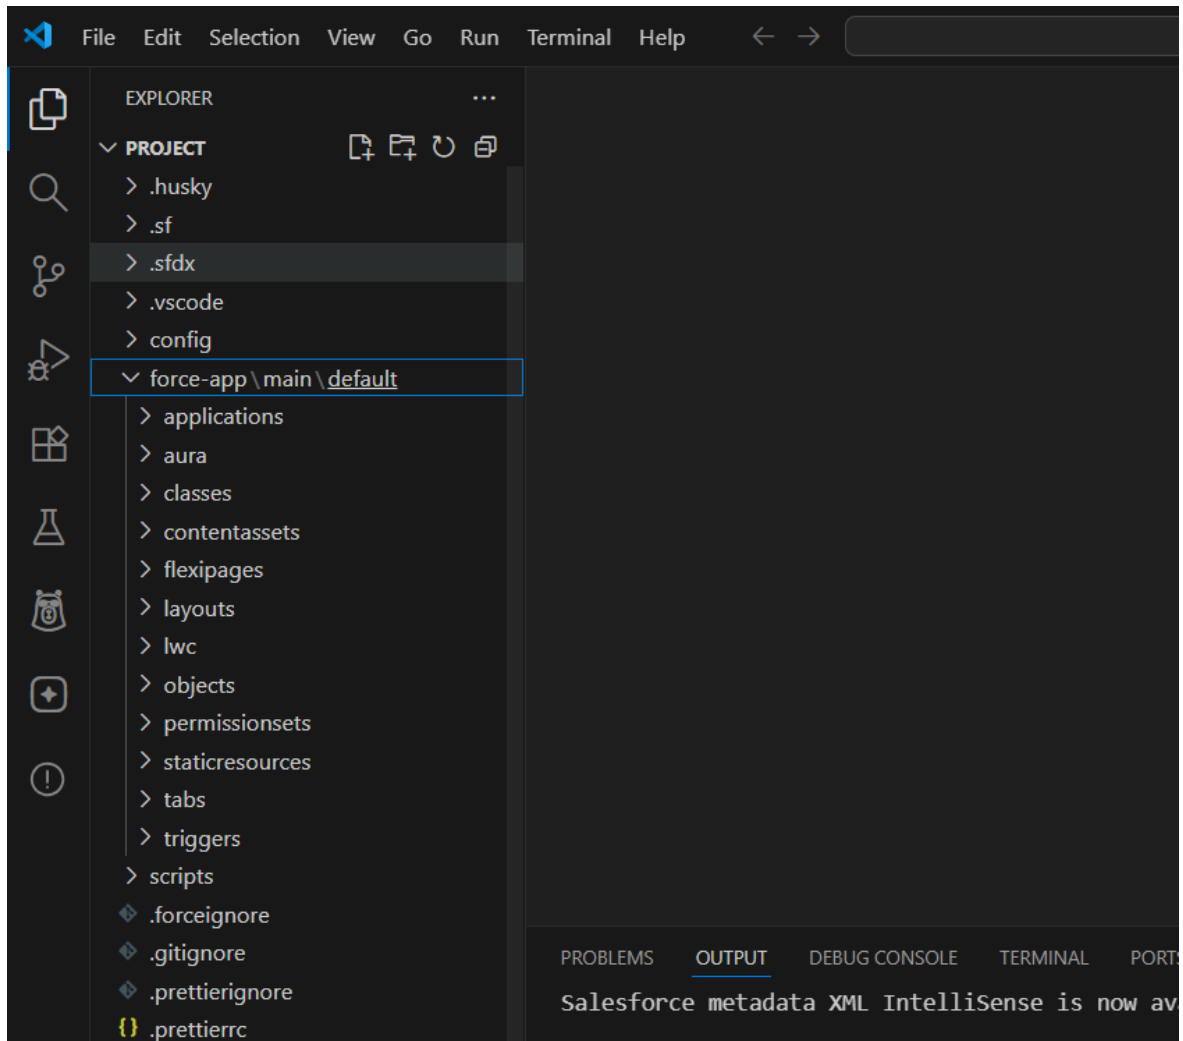 File Edit Selection View Go Run Terminal Help
EXPLORER
PROJECT
.husky
.sf
.sfdx
.vscode
config
force-app\main\default
applications
aura
classes
contentassets
flexipages
layouts
lwc
objects
permissionsets
staticresources
tabs
triggers
scripts
.forceignore
.gitignore
.prettierignore
{} .prettierrc
PROBLEMS OUTPUT DEBUG CONSOLE TERMINAL PORTS
Salesforce metadata XML IntelliSense is now